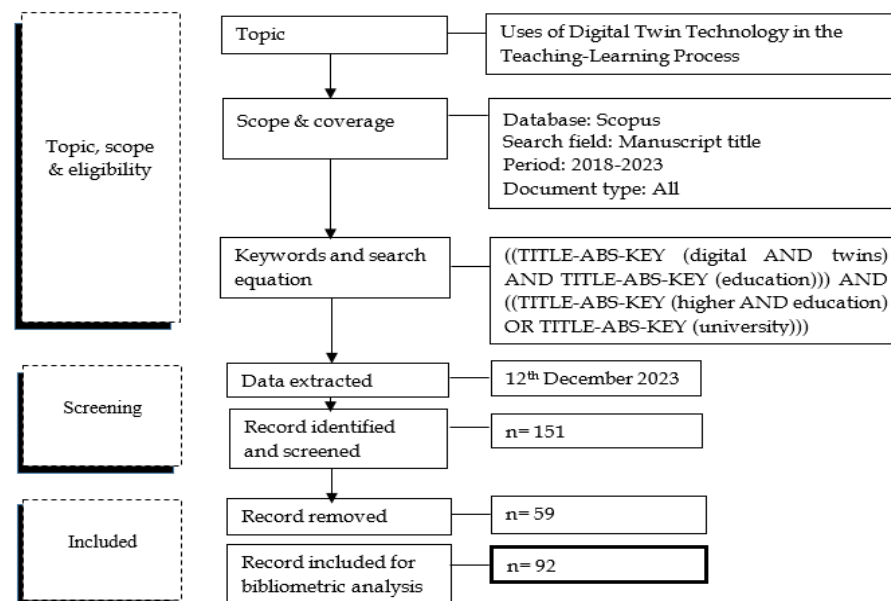 Topic, scope
& eligibility
Topic
Uses of Digital Twin Technology in the
Teaching-Learning Process
Scope & coverage
Database: Scopus
Search field: Manuscript title
Period: 2018-2023
Document type: All
Keywords and search
equation
((TITLE-ABS-KEY (digital AND twins)
AND TITLE-ABS-KEY (education))) AND
((TITLE-ABS-KEY (higher AND education)
OR TITLE-ABS-KEY (university)))
Screening
Data extracted
12th December 2023
Record identified
and screened
n= 151
Included
Record removed
n= 59
Record included for
bibliometric analysis
n= 92